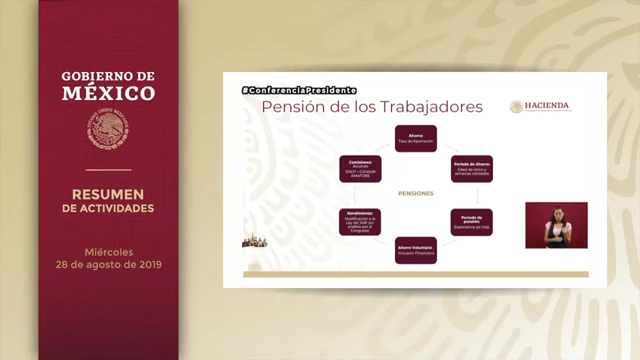 GOBIERNO DE
MÉXICO
RESUMEN
DE ACTIVIDADES
Miércoles
28 de agosto de 2019
#ConferenciaPresidente
Pensión de los Trabajadores
HACIENDA
Ahorro:
Tasa de Aportación
Periodo de Ahorro:
Edad de retiro y
semanas cotizadas
Periodo de
pensión:
Expectativa de Vida
Ahorro Voluntario:
Inclusión Financiera
Rendimiento:
Modificación a la
Ley del SAR (en
análisis por el
Congreso)
Comisiones:
Acuerdo
SHCP - CONSAR
AMAFORE
PENSIONES